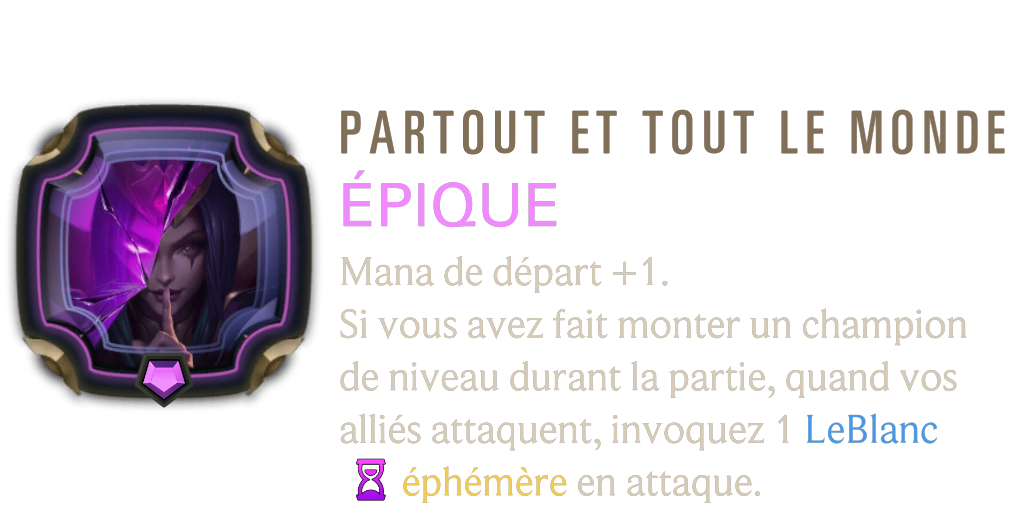 PARTOUT ET TOUT LE MONDE
ÉPIQUE
Mana de départ +1.
Si vous avez fait monter un champion
de niveau durant la partie, quand vos
alliés attaquent, invoquez 1 LeBlanc
éphémère en attaque.